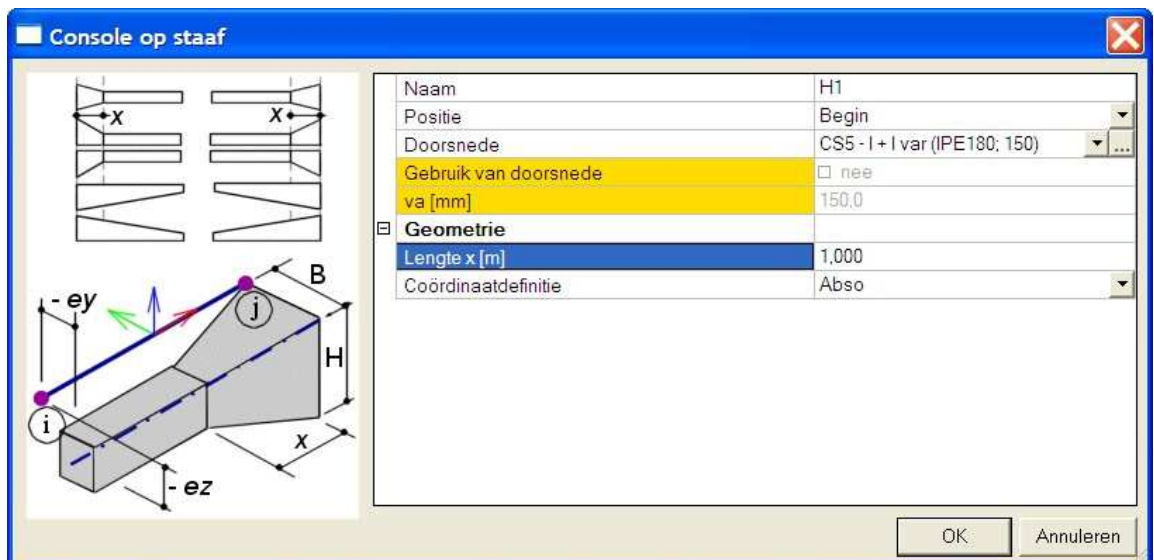 Console op staaf
x x
- ey
i
j
B
H
x
- ez
Naam H1
Positie Begin
Doorsnede CS5 - I + I var (IPE180; 150) ...
Gebruik van doorsnede nee
va [mm] 150,0
Geometrie
Lengte x [m] 1,000
Coördinaatdefinitie Abso
OK Annuleren